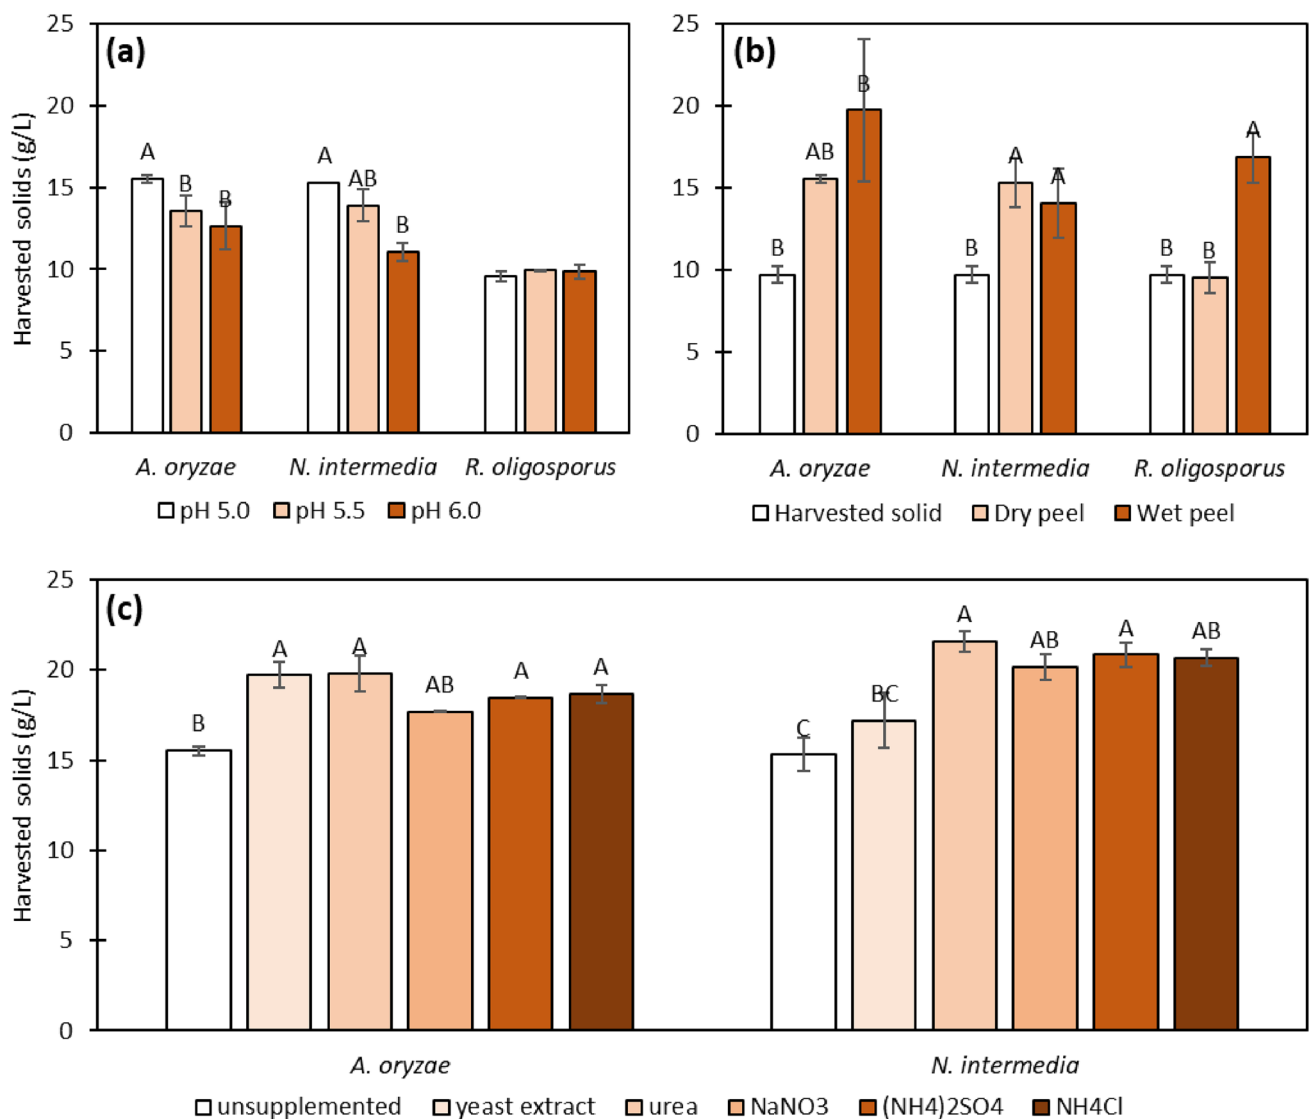 (a)
Harvested solids (g/L)
25
20
15
10
5
0
A
B
B
A
AB
B
A. oryzae
N. intermedia
R. oligosporus
pH 5.0
pH 5.5
pH 6.0
(b)
25
20
15
10
5
0
B
AB
B
B
A
A
B
B
A
A. oryzae
N. intermedia
R. oligosporus
Harvested solid
Dry peel
Wet peel
(c)
Harvested solids (g/L)
25
20
15
10
5
0
B
A
A
AB
A
A
C
BC
A
AB
A
AB
A. oryzae
N. intermedia
unsupplemented
yeast extract
urea
NaNO3
(NH4)2SO4
NH4Cl